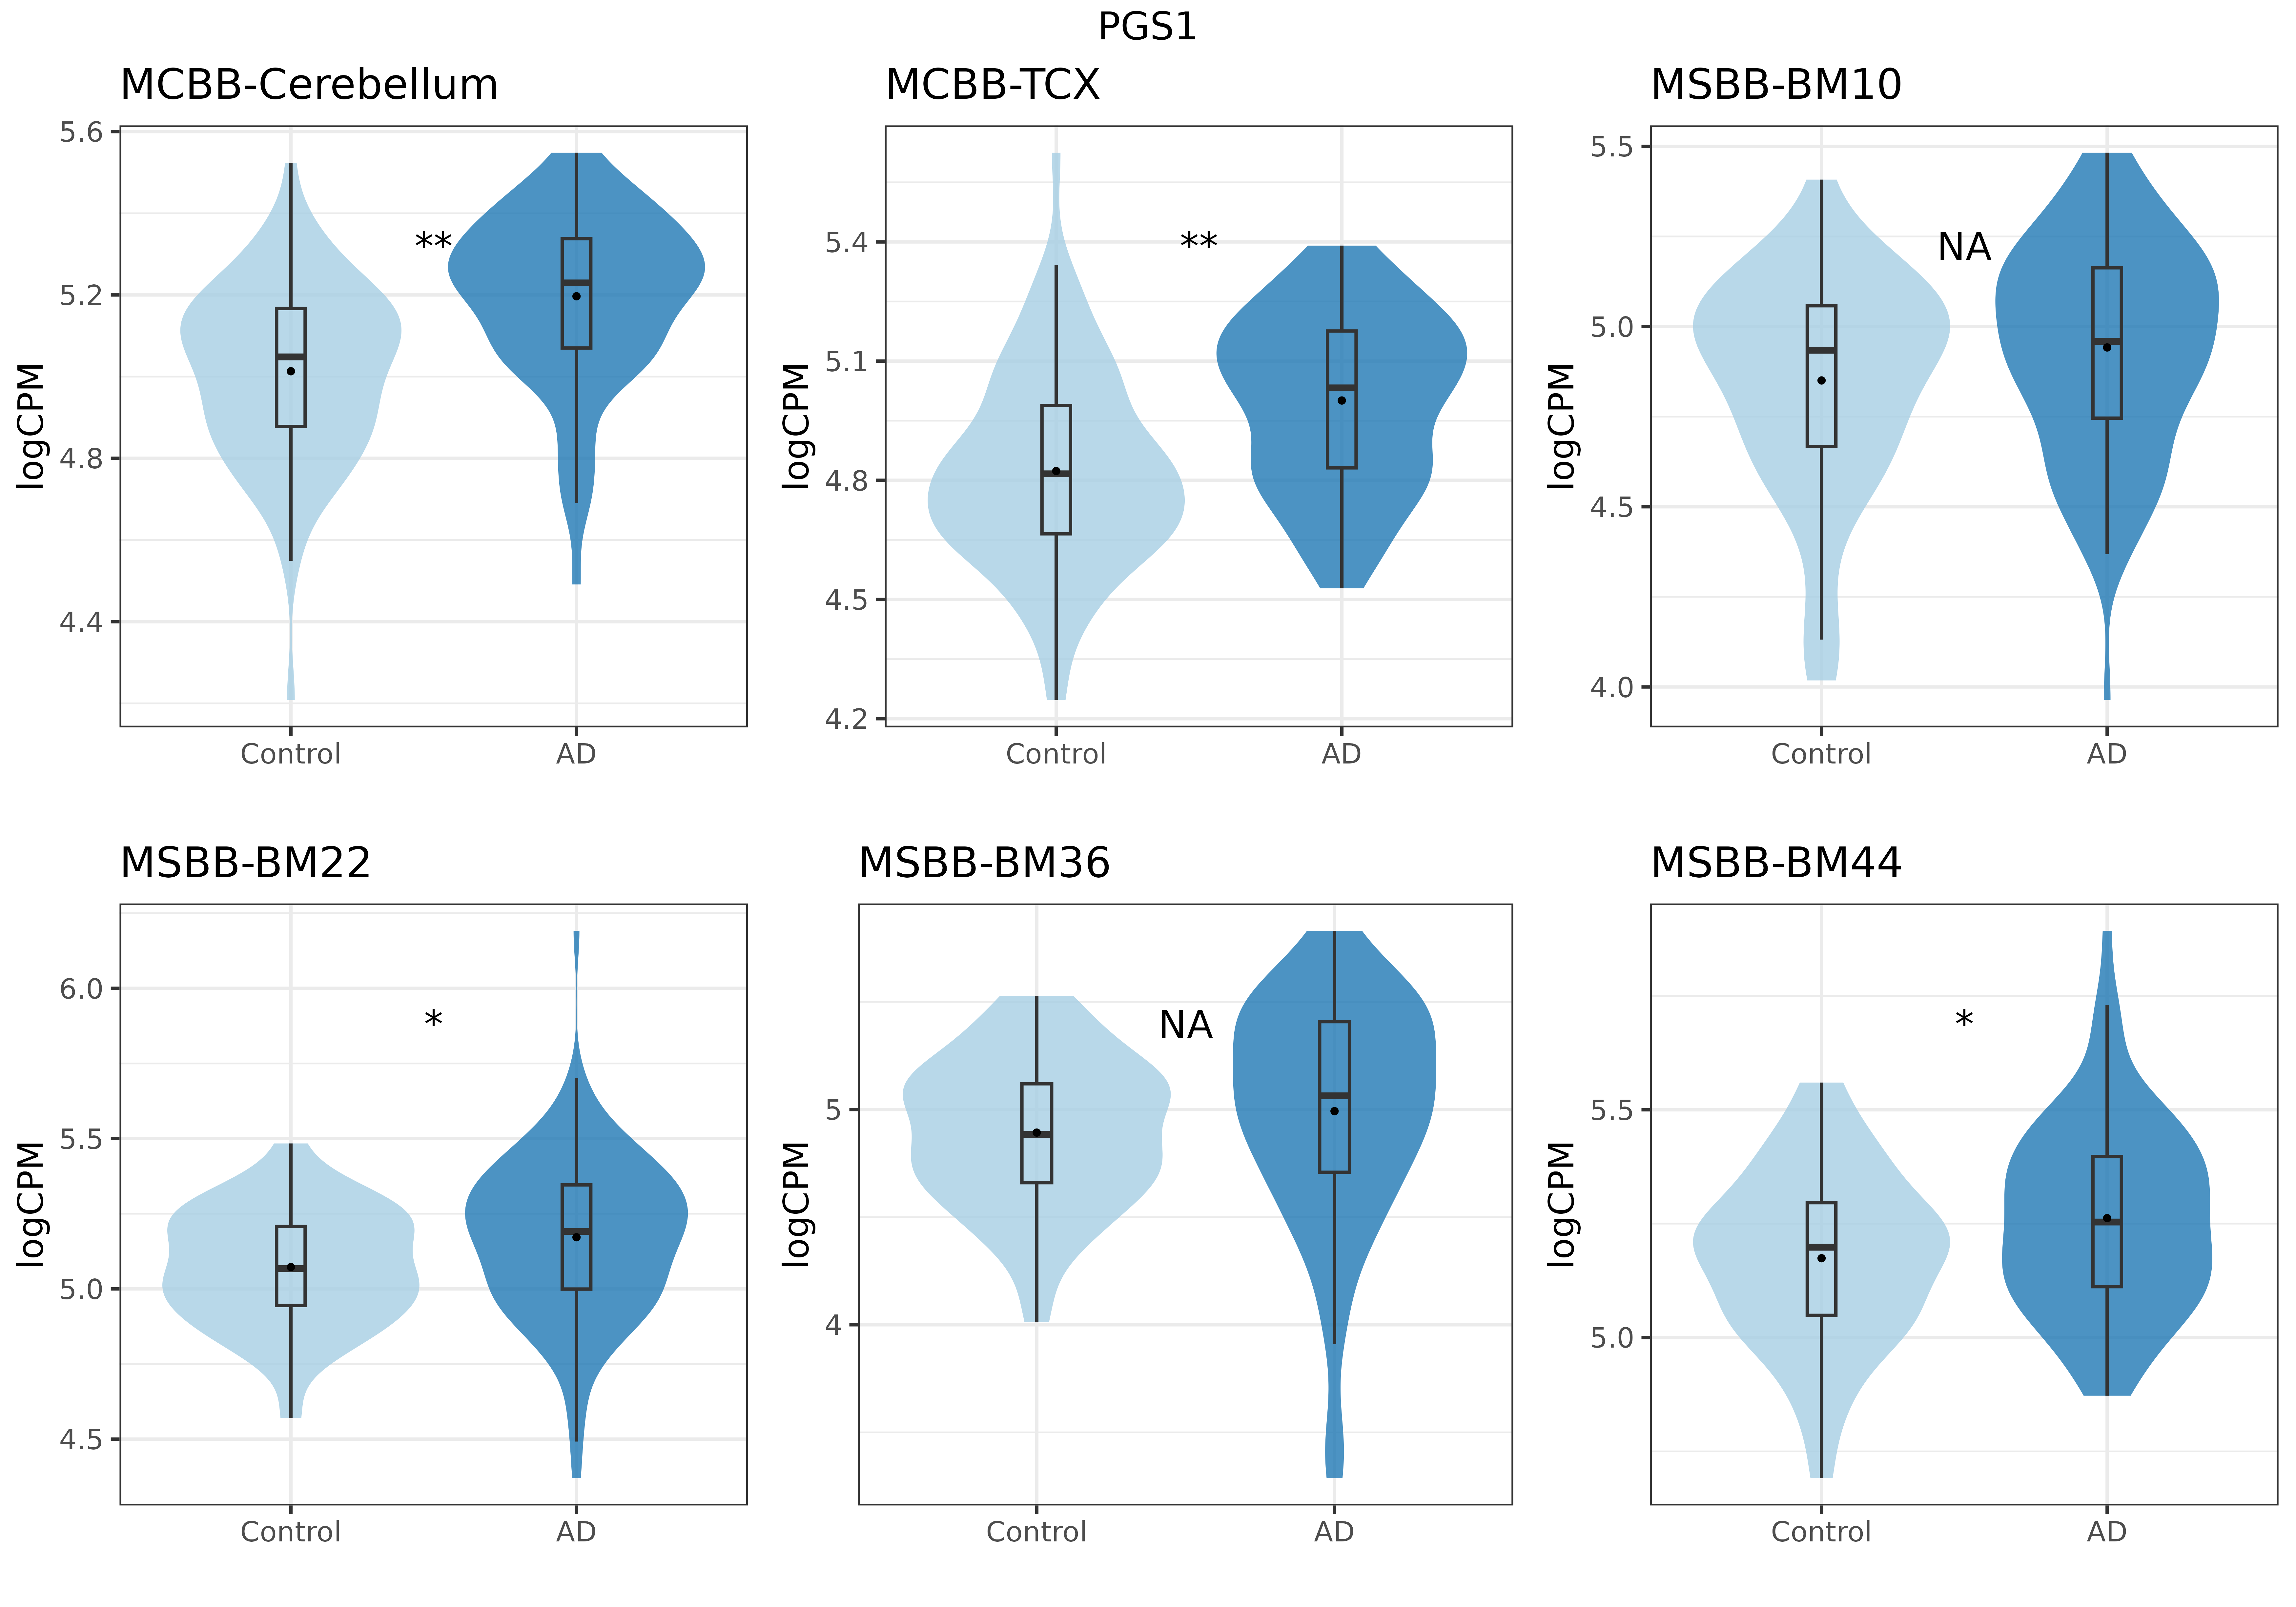 PGS1
MCBB-Cerebellum
logCPM
5.6
5.2
4.8
4.4
**
Control
AD
MCBB-TCX
logCPM
5.4
5.1
4.8
4.5
4.2
**
Control
AD
MSBB-BM10
logCPM
5.5
5.0
4.5
4.0
NA
Control
AD
MSBB-BM22
logCPM
6.0
5.5
5.0
4.5
*
Control
AD
MSBB-BM36
logCPM
5
4
NA
Control
AD
MSBB-BM44
logCPM
5.5
5.0
*
Control
AD